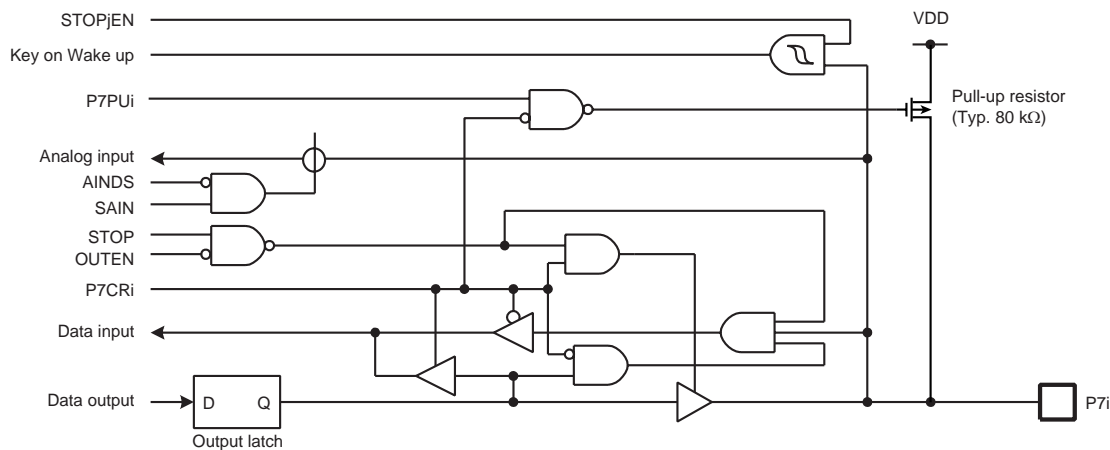 STOPjEN
VDD
Key on Wake up
P7PUi
Pull-up resistor
(Typ. 80 kΩ)
Analog input
AINDS
SAIN
STOP
OUTEN
P7CRi
Data input
Data output
D
Q
P7i
Output latch